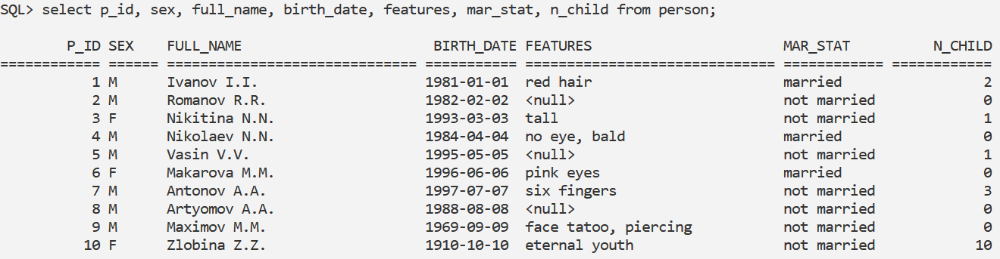 SQL> select p_id, sex, full_name, birth_date, features, mar_stat, n_child from person;
        P_ID SEX    FULL_NAME                       BIRTH_DATE FEATURES                       MAR_STAT          N_CHILD
============ ====== ============================== =========== ============================== ============ ============
           1 M      Ivanov I.I.                    1981-01-01  red hair                       married                 2
           2 M      Romanov R.R.                   1982-02-02  <null>                         not married             0
           3 F      Nikitina N.N.                  1993-03-03  tall                           not married             1
           4 M      Nikolaev N.N.                  1984-04-04  no eye, bald                   married                 0
           5 M      Vasin V.V.                     1995-05-05  <null>                         not married             1
           6 F      Makarova M.M.                  1996-06-06  pink eyes                      married                 0
           7 M      Antonov A.A.                   1997-07-07  six fingers                    not married             3
           8 M      Artyomov A.A.                  1988-08-08  <null>                         not married             0
           9 M      Maximov M.M.                   1969-09-09  face tatoo, piercing           not married             0
          10 F      Zlobina Z.Z.                   1910-10-10  eternal youth                  not married            10